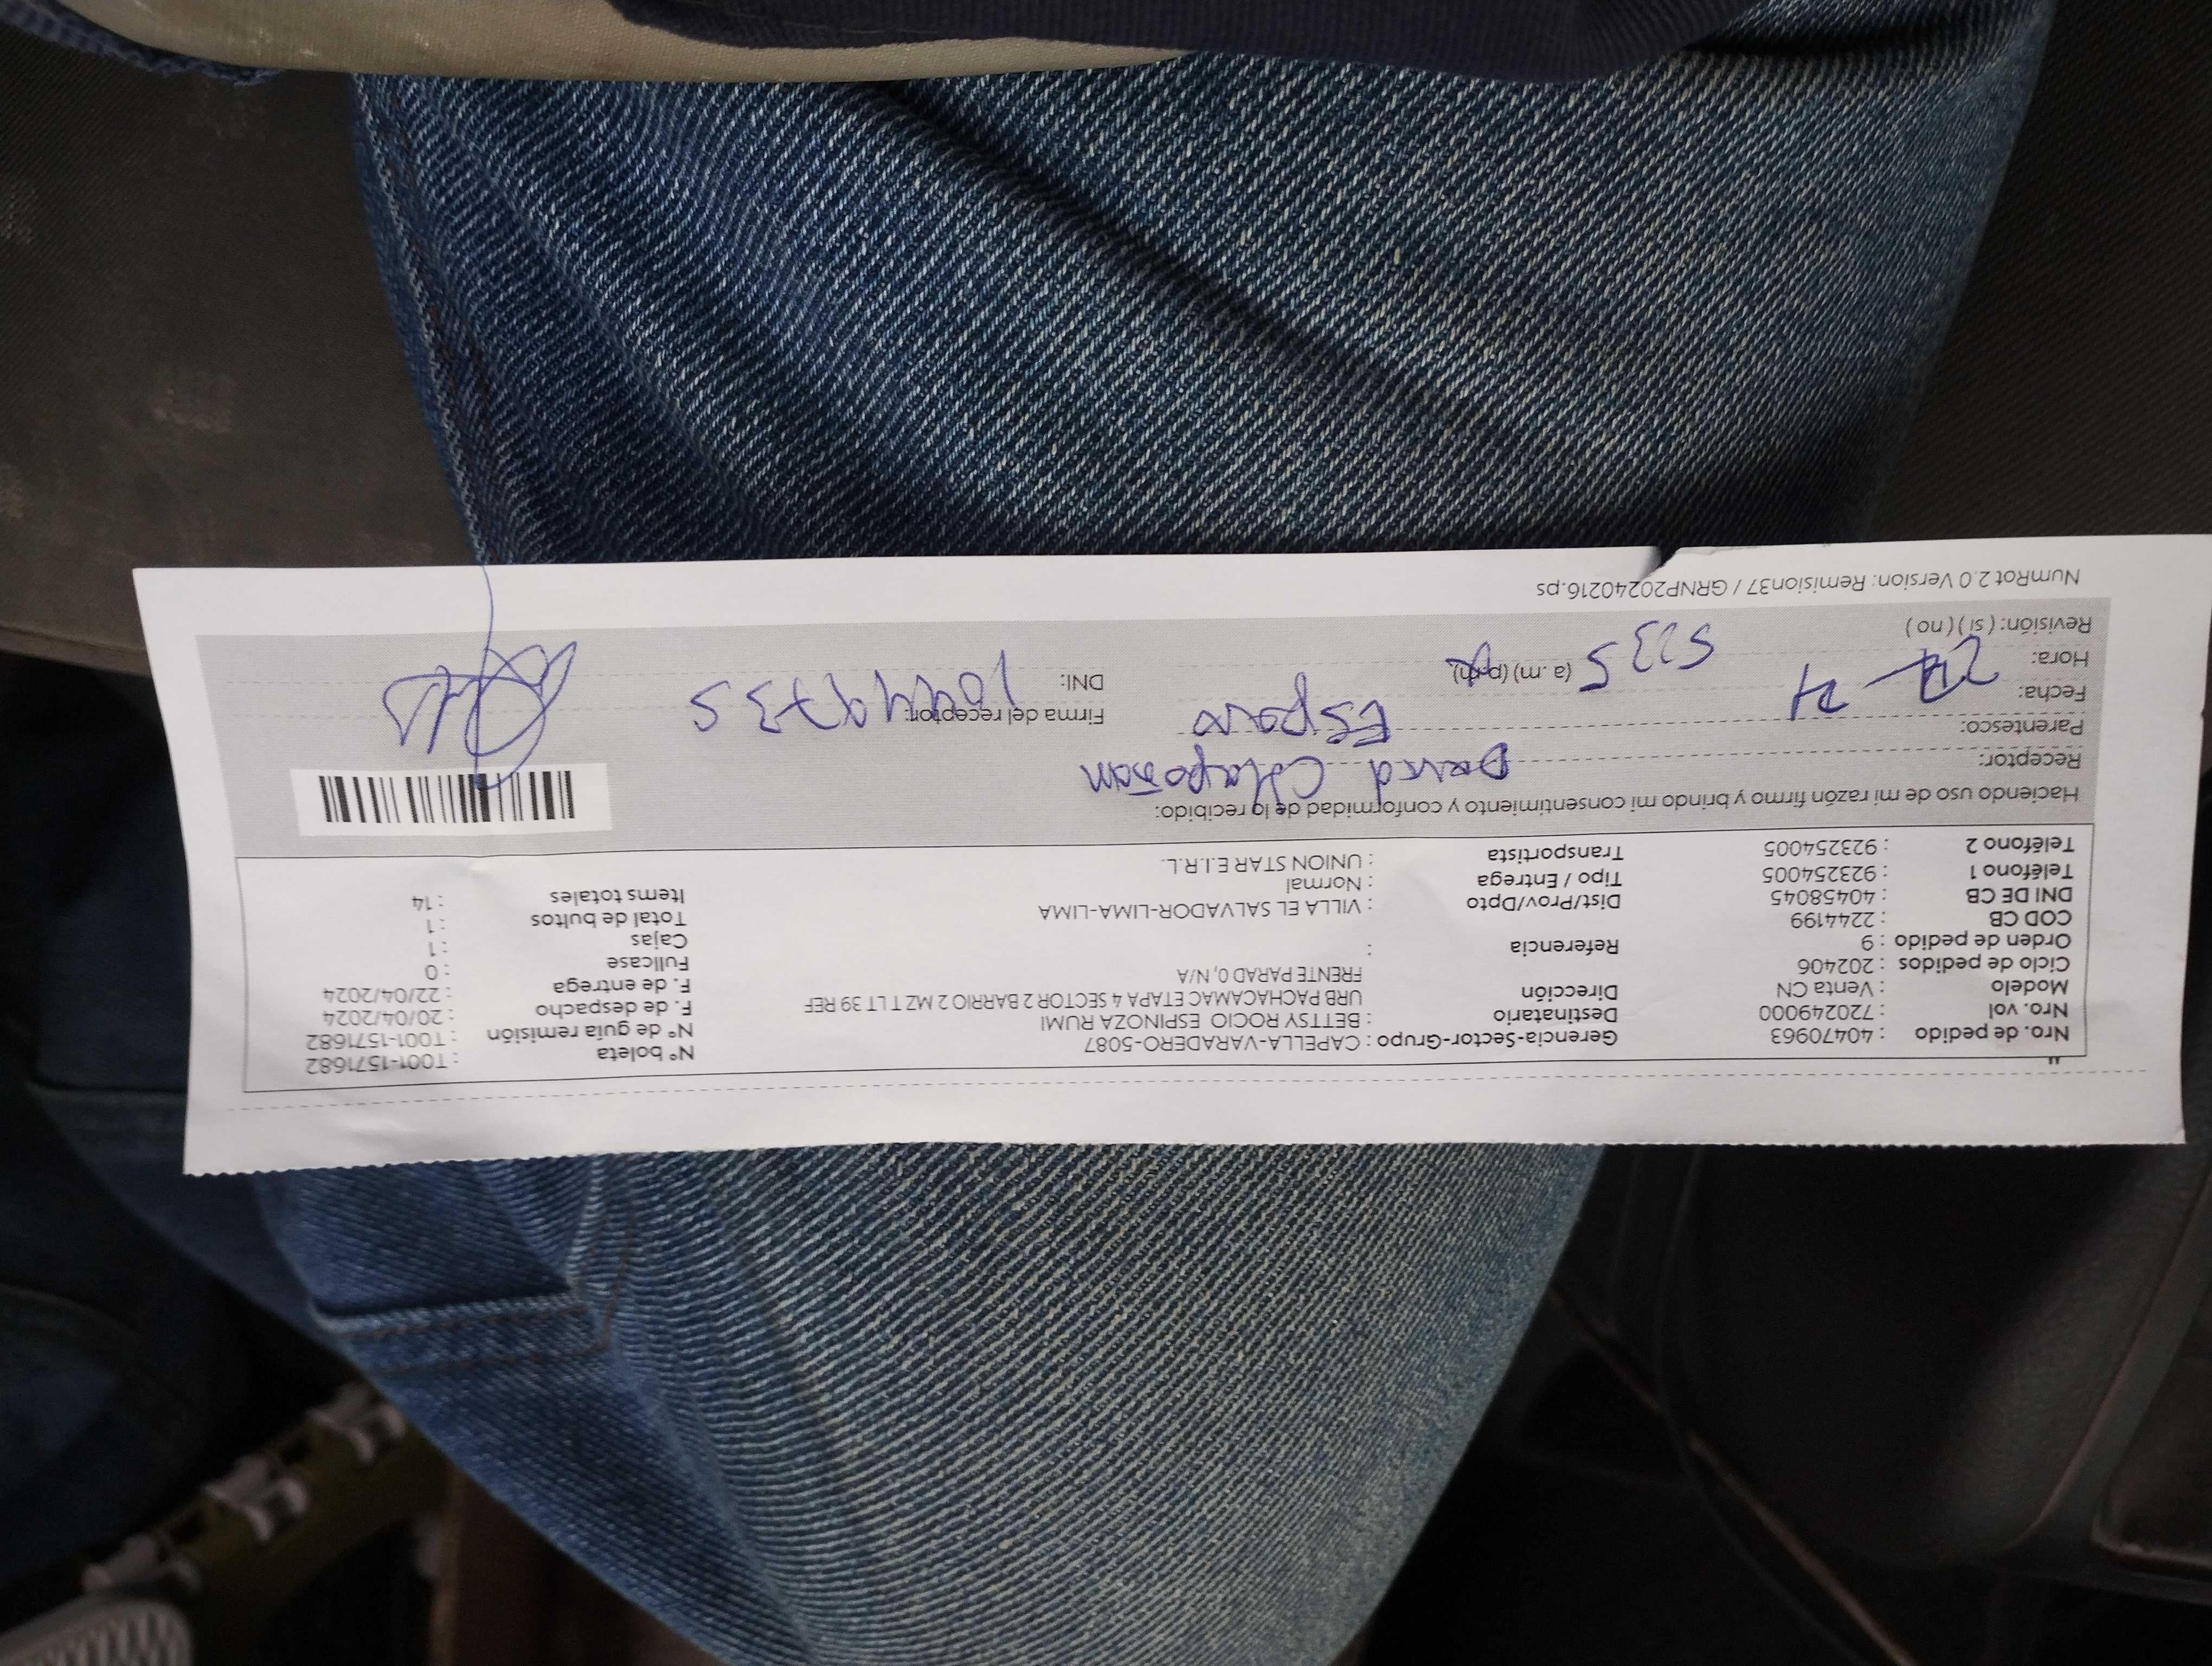 Nro. de pedido : 40470963 Gerencia-Sector-Grupo : CAPELLA-VARADERO-5087 N° boleta : T001-1571682
Nro. vol : 720249000 Destinatario : BETTSY ROCIO ESPINOZA RUMI N° de guía remisión : T001-1571682
Modelo : Venta CN Dirección URB PACHACAMAC ETAPA 4 SECTOR 2 BARRIO 2 MZ T LT 39 REF F. de despacho : 20/04/2024
Ciclo de pedidos : 202406 FRENTE PARAD 0, N/A F. de entrega : 22/04/2024
Orden de pedido : 9 Referencia : Fullcase : 0
COD CB : 2244199 Cajas : 1
DNI DE CB : 40458045 Dist/Prov/Dpto : VILLA EL SALVADOR-LIMA-LIMA Total de bultos : 1
Teléfono 1 : 923254005 Tipo / Entrega : Normal Items totales : 14
Teléfono 2 : 923254005 Transportista : UNION STAR E.I.R.L.
Haciendo uso de mi razón firmo y brindo mi consentimiento y conformidad de lo recibido:
Receptor: David
Parentesco: Esposo Firma del receptor:
Fecha:
Hora: (a. m) (p.m) DNI:
Revisión: ( si ) ( no )
NumRot 2.0 Version: Remision37 / GRNP20240216.ps